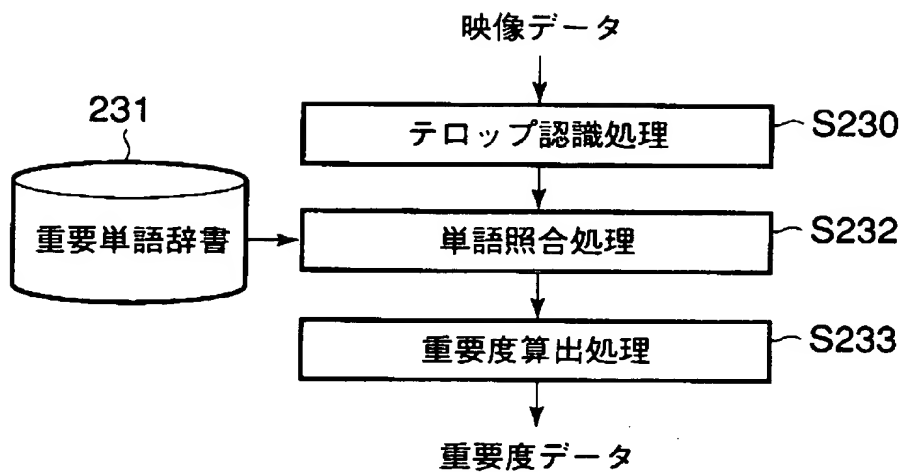 映像データ
231
テロップ認識処理
S230
重要単語辞書
単語照合処理
S232
重要度算出処理
S233
重要度データ